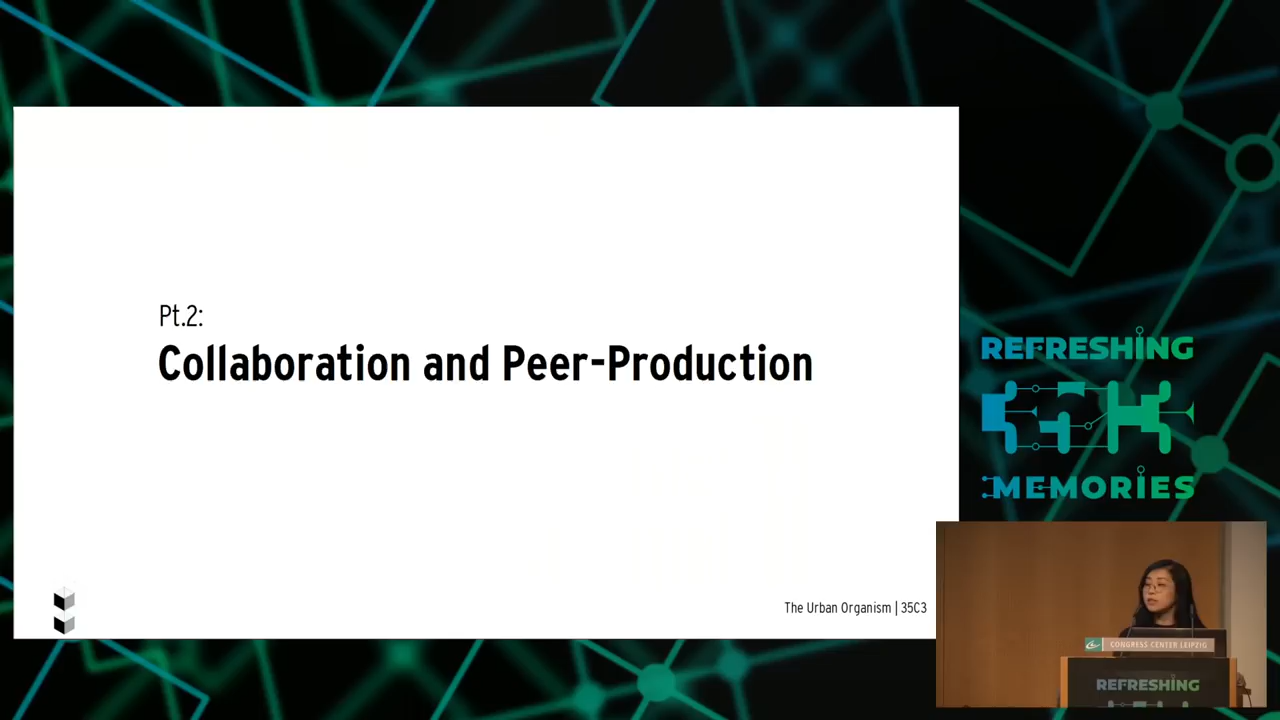 Pt.2:
Collaboration and Peer-Production
The Urban Organism | 35C3
REFRESHING
MEMORIES
CONGRESS CENTER LEIPZIG
REFRESHING